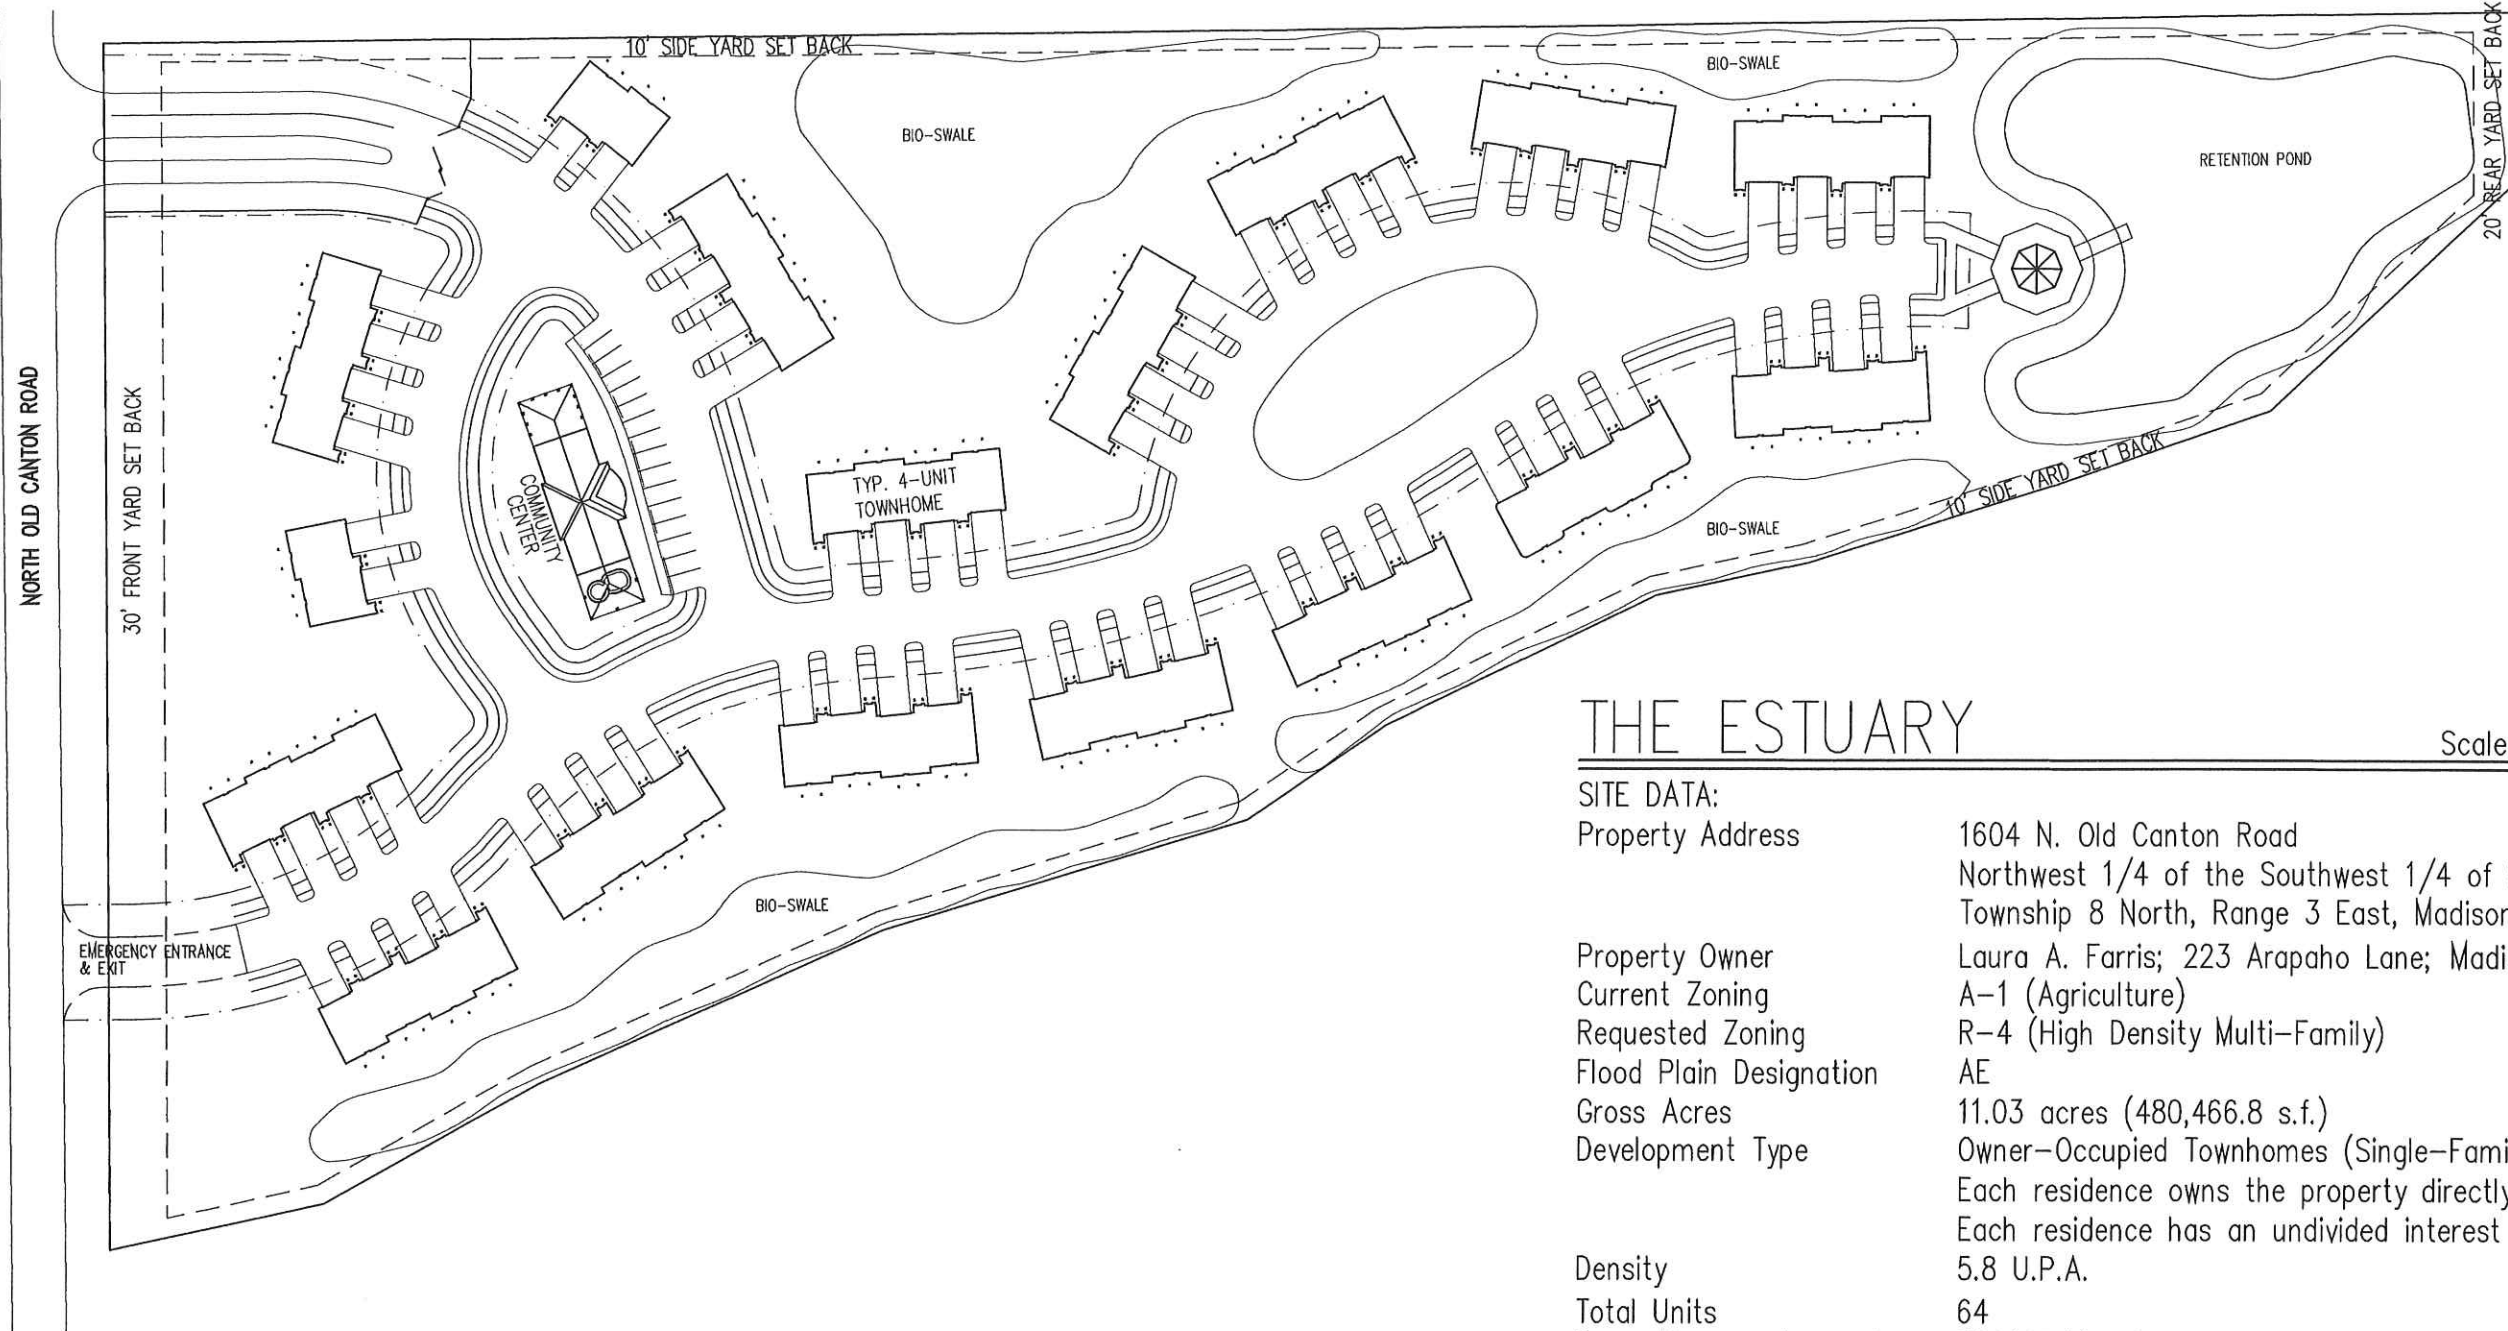 10' SIDE YARD SET BACK
BIO-SWALE
BIO-SWALE
RETENTION POND
20' REAR YARD SET BACK
NORTH OLD CANTON ROAD
30' FRONT YARD SET BACK
COMMUNITY
CENTER
TYP. 4-UNIT
TOWNHOME
10' SIDE YARD SET BACK
BIO-SWALE
BIO-SWALE
EMERGENCY ENTRANCE
& EXIT
THE ESTUARY
Scale
SITE DATA:
Property Address 1604 N. Old Canton Road
Northwest 1/4 of the Southwest 1/4 of
Township 8 North, Range 3 East, Madison
Property Owner Laura A. Farris; 223 Arapaho Lane; Madi
Current Zoning A-1 (Agriculture)
Requested Zoning R-4 (High Density Multi-Family)
Flood Plain Designation AE
Gross Acres 11.03 acres (480,466.8 s.f.)
Development Type Owner-Occupied Townhomes (Single-Fami
Each residence owns the property directly
Each residence has an undivided interest
Density 5.8 U.P.A.
Total Units 64